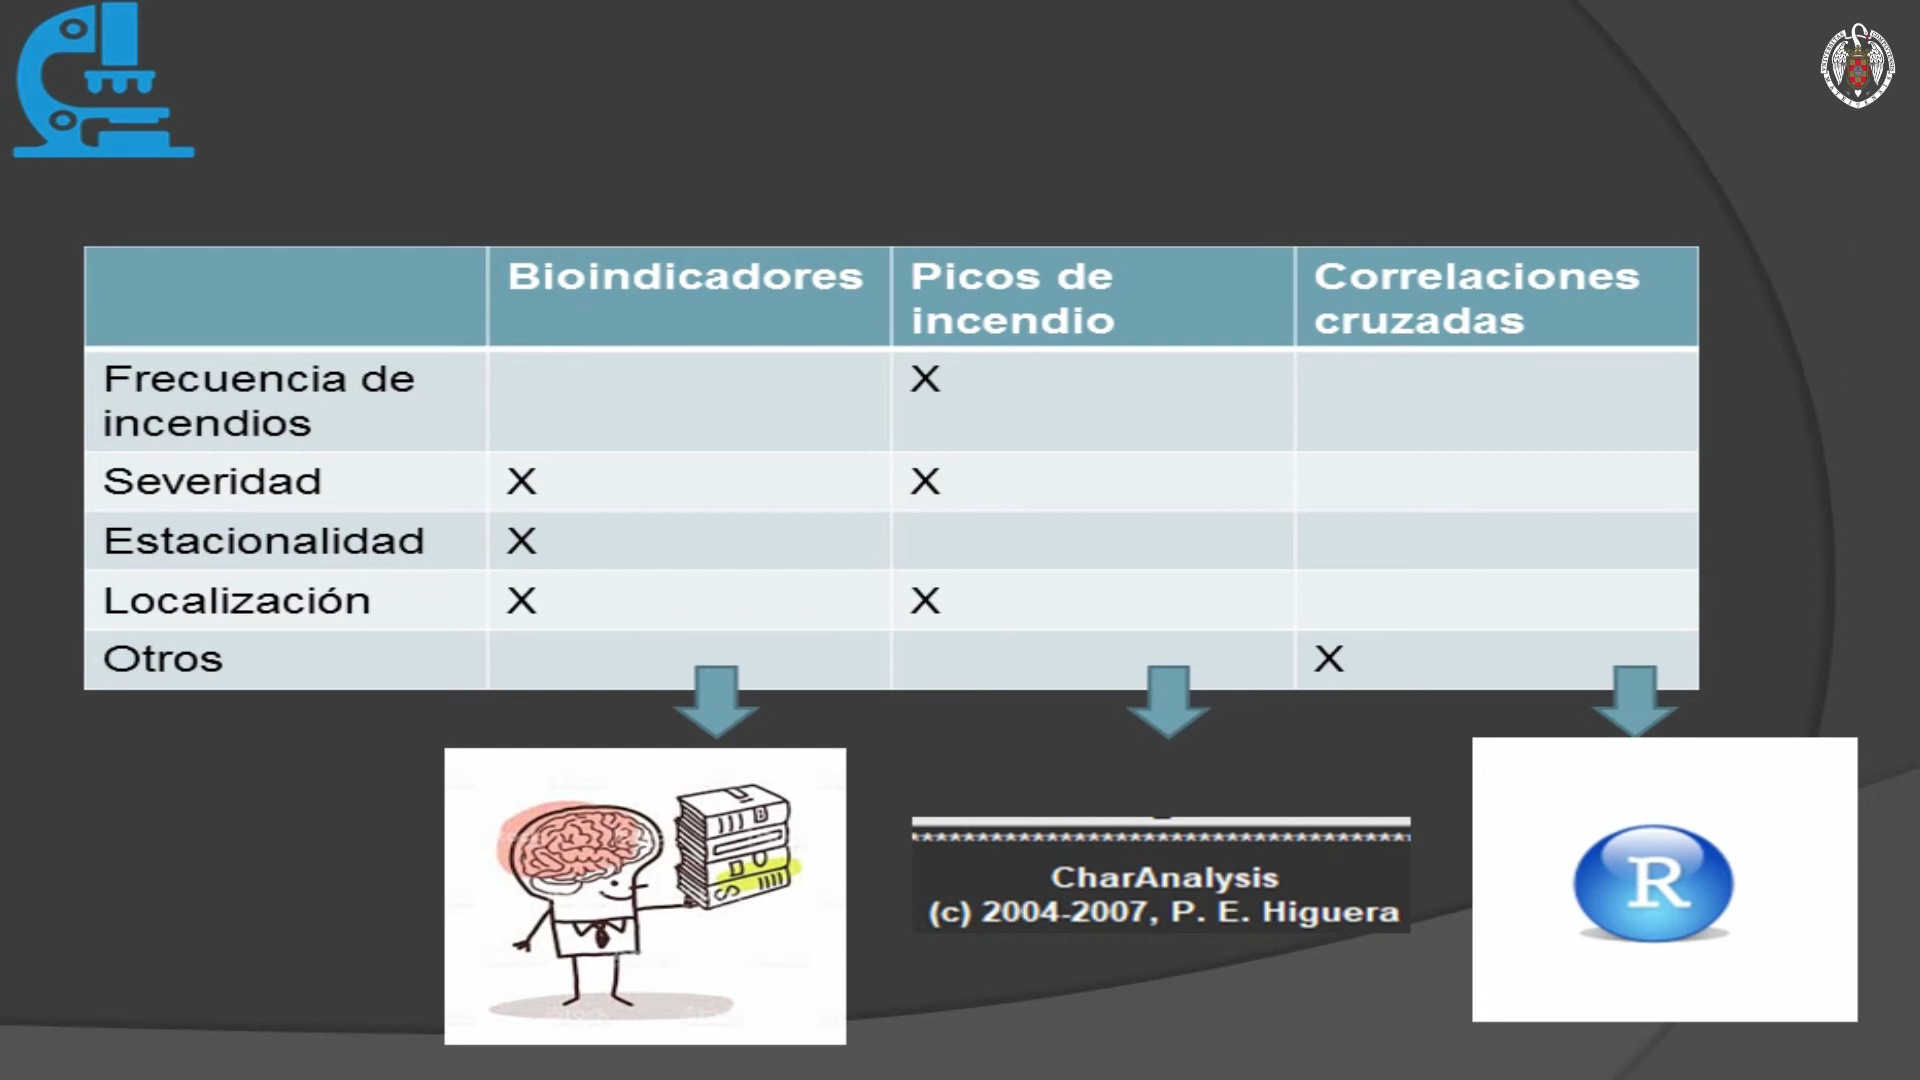 Bioindicadores
Picos de
incendio
Correlaciones
cruzadas
Frecuencia de
incendios
X
Severidad
X
X
Estacionalidad
X
Localización
X
X
Otros
X
***********************************
CharAnalysis
(c) 2004-2007, P. E. Higuera
R